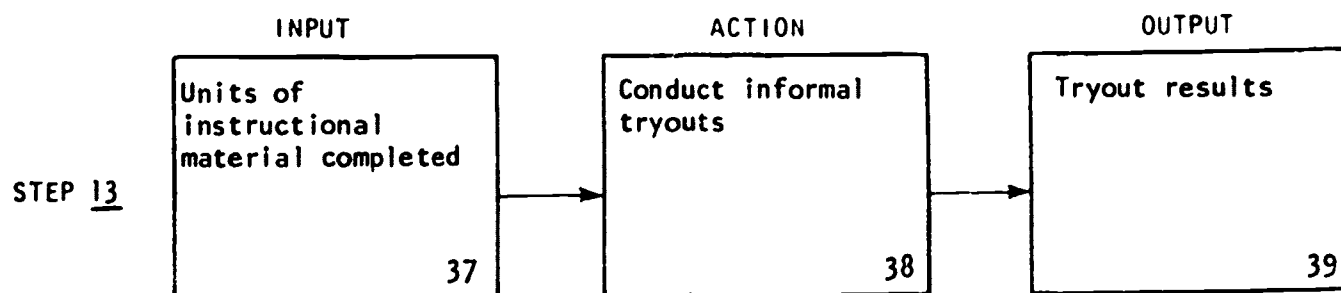 INPUT
ACTION
OUTPUT
Units of
instructional
material completed
37
Conduct informal
tryouts
38
Tryout results
39
STEP 13